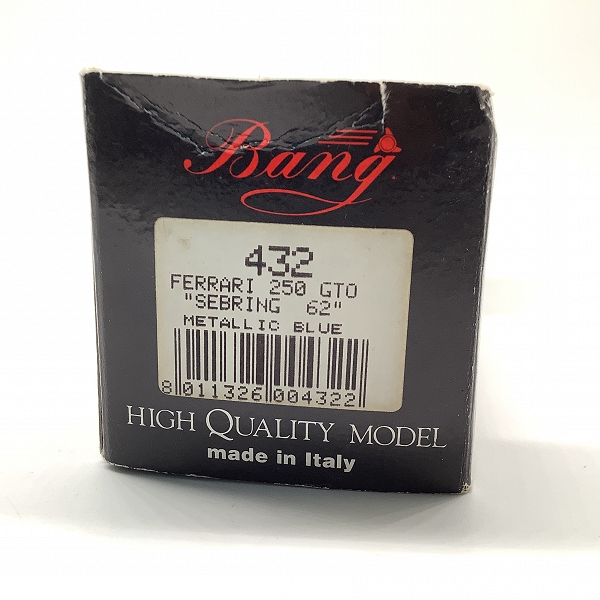 Bang
432
FERRARI 250 GTO
"SEBRING 62"
METALLIC BLUE
8 011326 004322
HIGH QUALITY MODEL
made in Italy